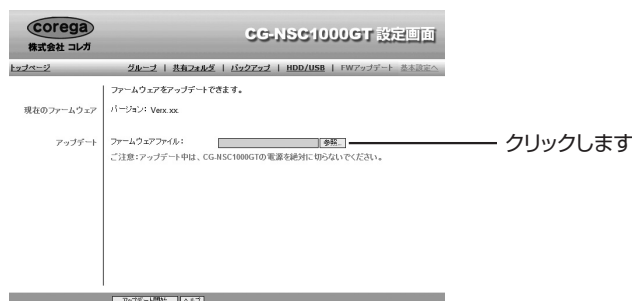 corega
株式会社 コレガ
CG-NSC1000GT 設定画面
トップページ
グループ | 共有フォルダ | バックアップ | HDD/USB | FWアップデート 基本設定へ
ファームウェアをアップデートできます。
現在のファームウェア
バージョン: Verx.xx
アップデート
ファームウェアファイル:
参照...
クリックします
ご注意:アップデート中は、CG-NSC1000GTの電源を絶対に切らないでください。
アップデート開始
ヘルプ